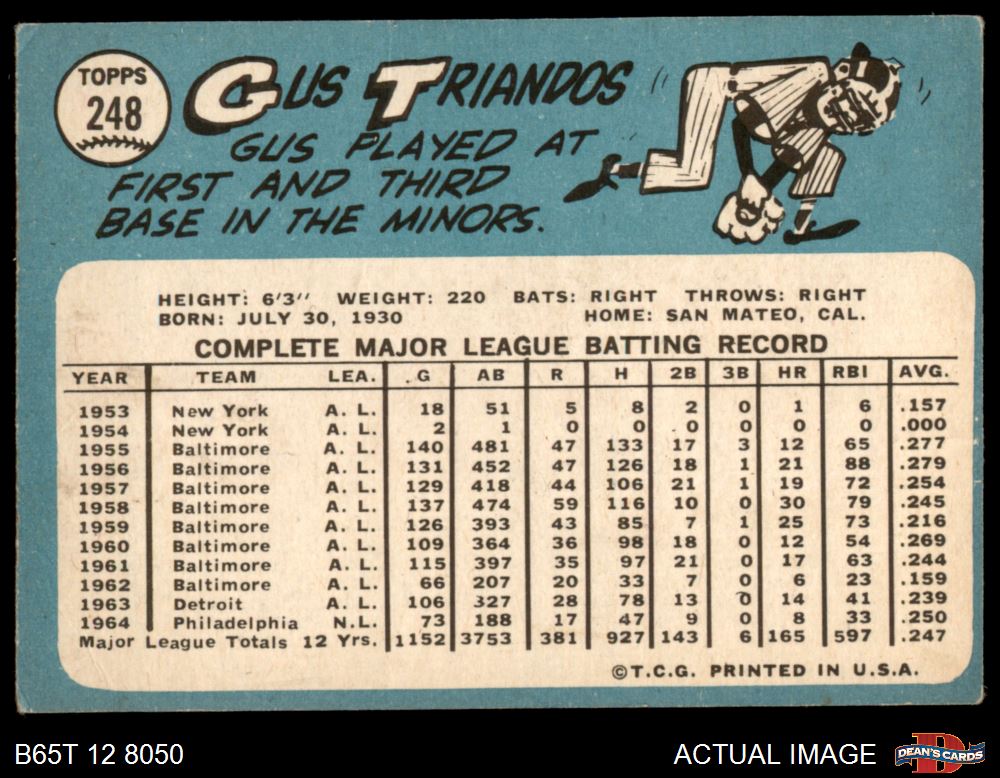 TOPPS
248
GUS TRIANDOS
GUS PLAYED AT
FIRST AND THIRD
BASE IN THE MINORS.
HEIGHT: 6'3" WEIGHT: 220 BATS: RIGHT THROWS: RIGHT
BORN: JULY 30, 1930 HOME: SAN MATEO, CAL.
COMPLETE MAJOR LEAGUE BATTING RECORD
YEAR TEAM LEA. G AB R H 2B 3B HR RBI AVG.
1953 New York A. L. 18 51 5 8 2 0 1 6 .157
1954 New York A. L. 2 1 0 0 0 0 0 0 .000
1955 Baltimore A. L. 140 481 47 133 17 3 12 65 .277
1956 Baltimore A. L. 131 452 47 126 18 1 21 88 .279
1957 Baltimore A. L. 129 418 44 106 21 1 19 72 .254
1958 Baltimore A. L. 137 474 59 116 10 0 30 79 .245
1959 Baltimore A. L. 126 393 43 85 7 1 25 73 .216
1960 Baltimore A. L. 109 364 36 98 18 0 12 54 .269
1961 Baltimore A. L. 115 397 35 97 21 0 17 63 .244
1962 Baltimore A. L. 66 207 20 33 7 0 6 23 .159
1963 Detroit A. L. 106 327 28 78 13 0 14 41 .239
1964 Philadelphia N.L. 73 188 17 47 9 0 8 33 .250
Major League Totals 12 Yrs. 1152 3753 381 927 143 6 165 597 .247
©T.C.G. PRINTED IN U.S.A.
B65T 12 8050 ACTUAL IMAGE
DEAN'S CARDS